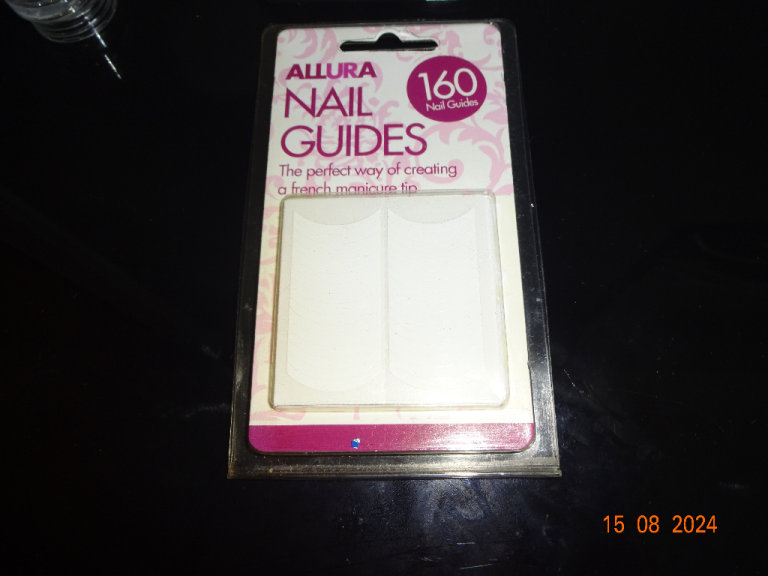 ALLURA
NAIL
GUIDES
160
Nail Guides
The perfect way of creating
a french manicure tip
15 08 2024